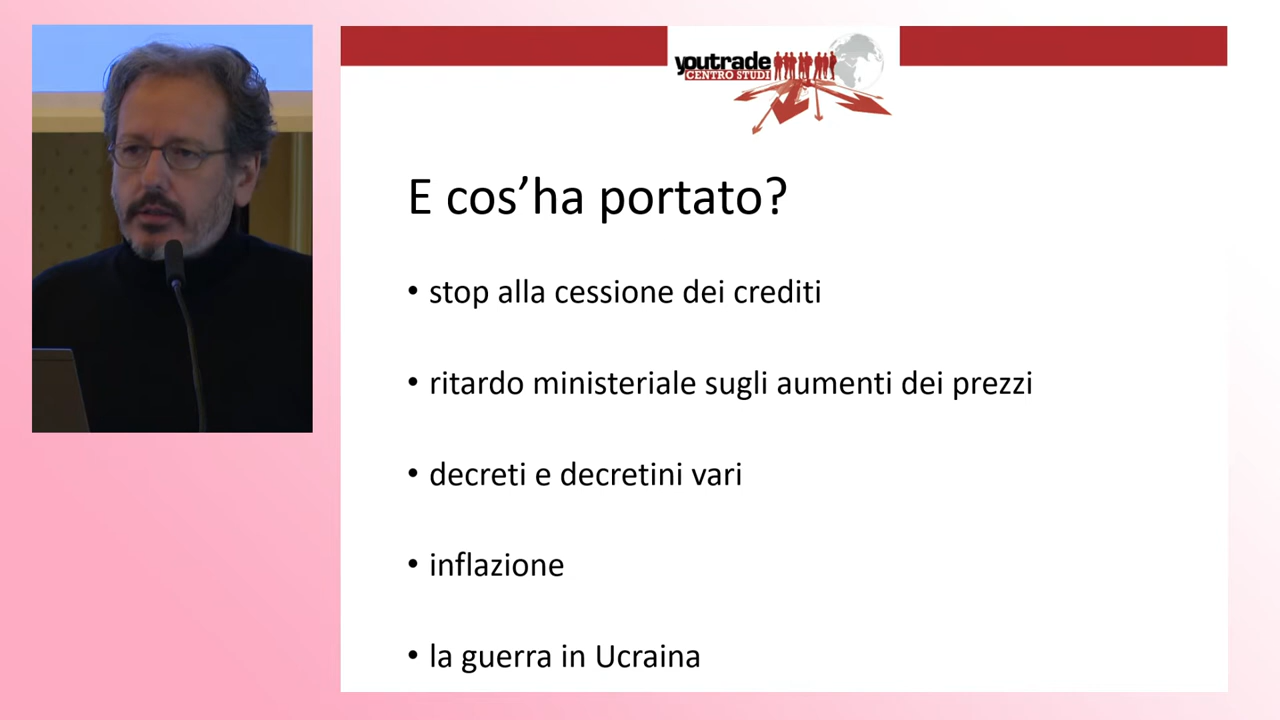 youtrade
CENTRO STUDI
E cos’ha portato?
• stop alla cessione dei crediti
• ritardo ministeriale sugli aumenti dei prezzi
• decreti e decretini vari
• inflazione
• la guerra in Ucraina